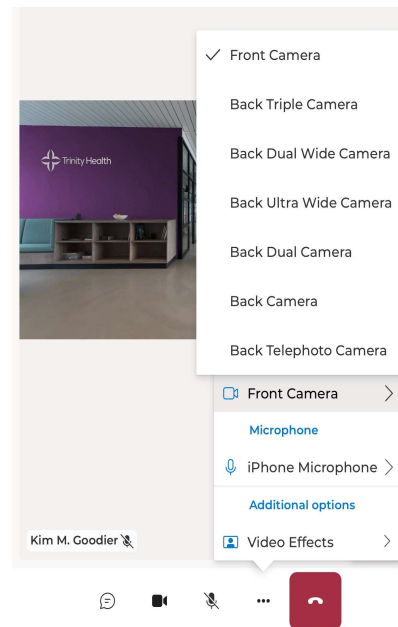 Front Camera
Back Triple Camera
Back Dual Wide Camera
Back Ultra Wide Camera
Back Dual Camera
Back Camera
Back Telephoto Camera
Trinity Health
Front Camera
Microphone
iPhone Microphone
Additional options
Video Effects
Kim M. Goodier